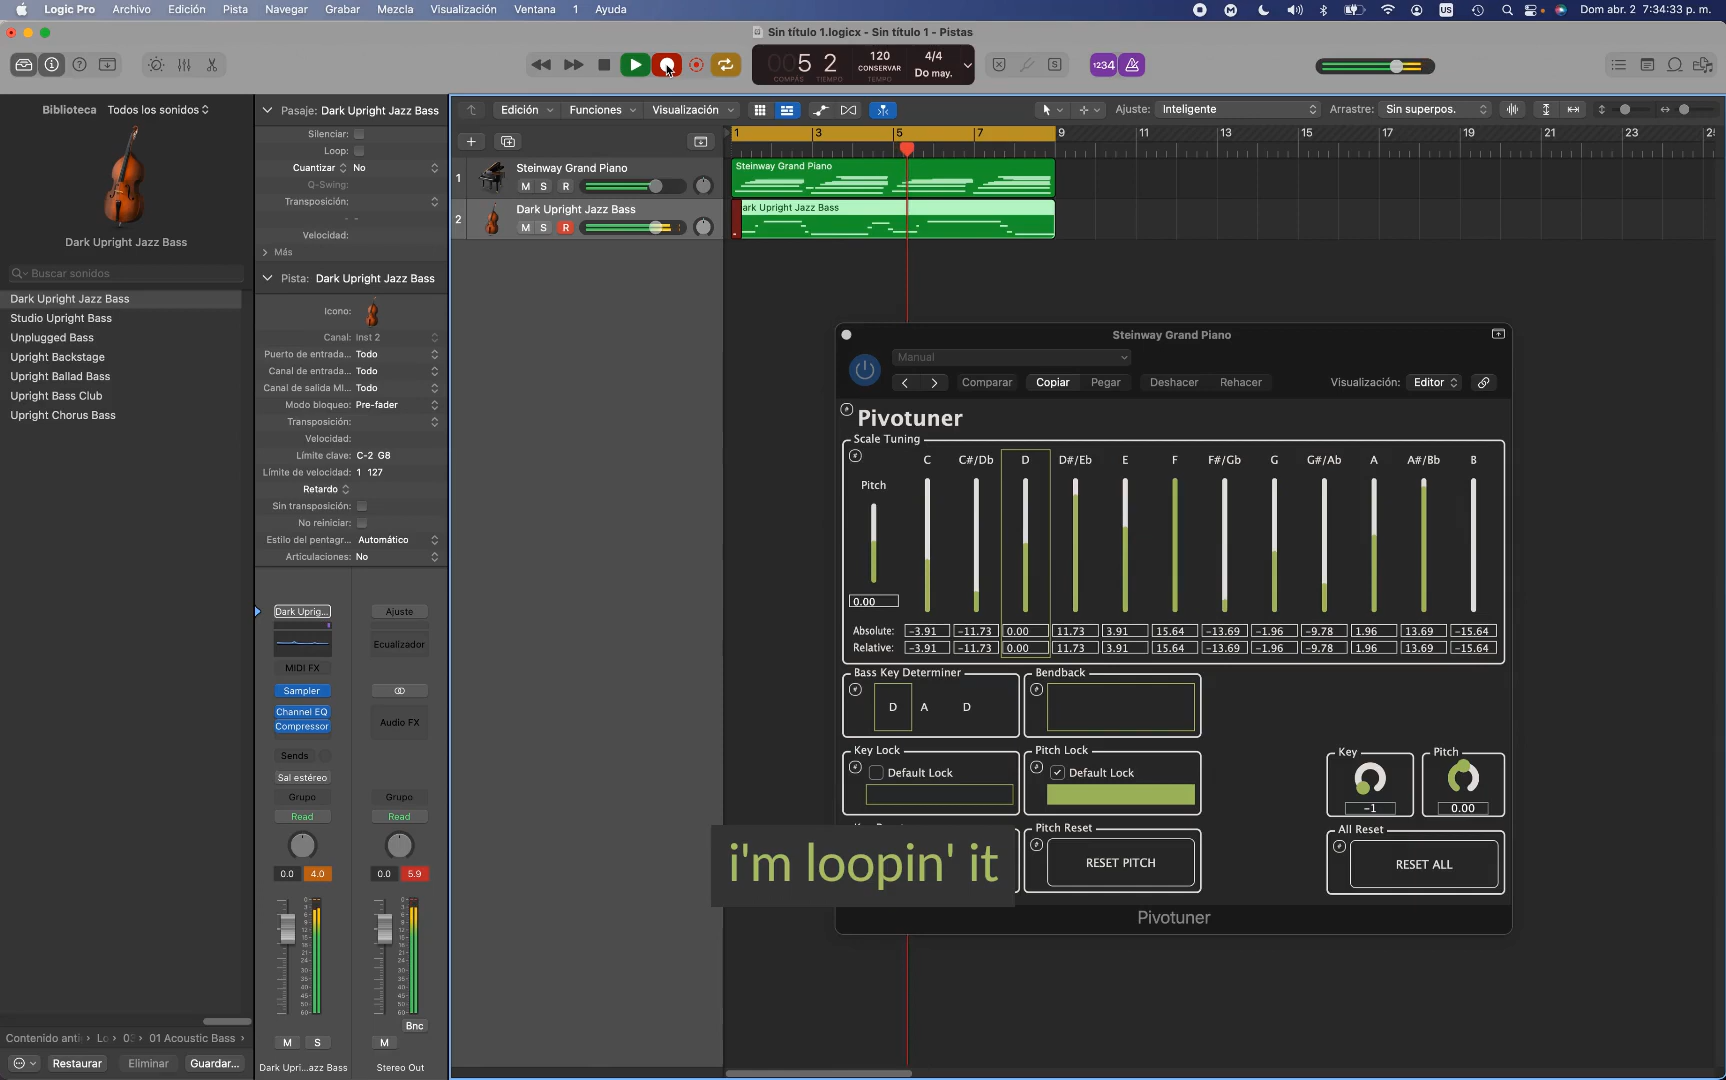 Logic Pro Archivo Edición Pista Navegar Grabar Mezcla Visualización Ventana 1 Ayuda US Dom abr. 2 7:34:33 p. m.
Sin título 1.logicx - Sin título 1 - Pistas
5 2 120 4/4
CONSERVAR Do may.
COMPÁS TIEMPO TEMPO
S 1234
Biblioteca Todos los sonidos
Dark Upright Jazz Bass
Buscar sonidos
Dark Upright Jazz Bass
Studio Upright Bass
Unplugged Bass
Upright Backstage
Upright Ballad Bass
Upright Bass Club
Upright Chorus Bass
Restaurar Eliminar Guardar...
Pasaje: Dark Upright Jazz Bass
Silenciar:
Loop:
Cuantizar No
Q-Swing:
Transposición:
Velocidad:
Más
Pista: Dark Upright Jazz Bass
Icono:
Canal: Inst 2
Puerto de entrada... Todo
Canal de entrada... Todo
Canal de salida MI... Todo
Modo bloqueo: Pre-fader
Transposición:
Velocidad:
Límite clave: C-2 G8
Límite de velocidad: 1 127
Retardo
Sin transposición:
No reiniciar:
Estilo del pentagr... Automático
Articulaciones: No
Dark Uprig... Ajuste
Ecualizador
MIDI FX
Sampler
Channel EQ
Compressor
Audio FX
Sends
Sal estéreo
Grupo Grupo
Read Read
0.0 4.0 0.0 5.9
Bnc
M S M
Dark Upri...azz Bass Stereo Out
Edición Funciones Visualización Ajuste: Inteligente Arrastre: Sin superpos.
1 3 5 7 9 11 13 15 17 19 21 23
1 Steinway Grand Piano
M S R
2 Dark Upright Jazz Bass
M S R
Steinway Grand Piano
ark Upright Jazz Bass
Steinway Grand Piano
Manual
Comparar Copiar Pegar Deshacer Rehacer Visualización: Editor
Pivotuner
Scale Tuning
Pitch C C#/Db D D#/Eb E F F#/Gb G G#/Ab A A#/Bb B
0.00
Absolute: -3.91 -11.73 0.00 11.73 3.91 15.64 -13.69 -1.96 -9.78 1.96 13.69 -15.64
Relative: -3.91 -11.73 0.00 11.73 3.91 15.64 -13.69 -1.96 -9.78 1.96 13.69 -15.64
Bass Key Determiner Bendback
D A D
Key Lock Pitch Lock Key Pitch
Default Lock Default Lock
-1 0.00
Pitch Reset All Reset
RESET PITCH RESET ALL
i'm loopin' it
Pivotuner